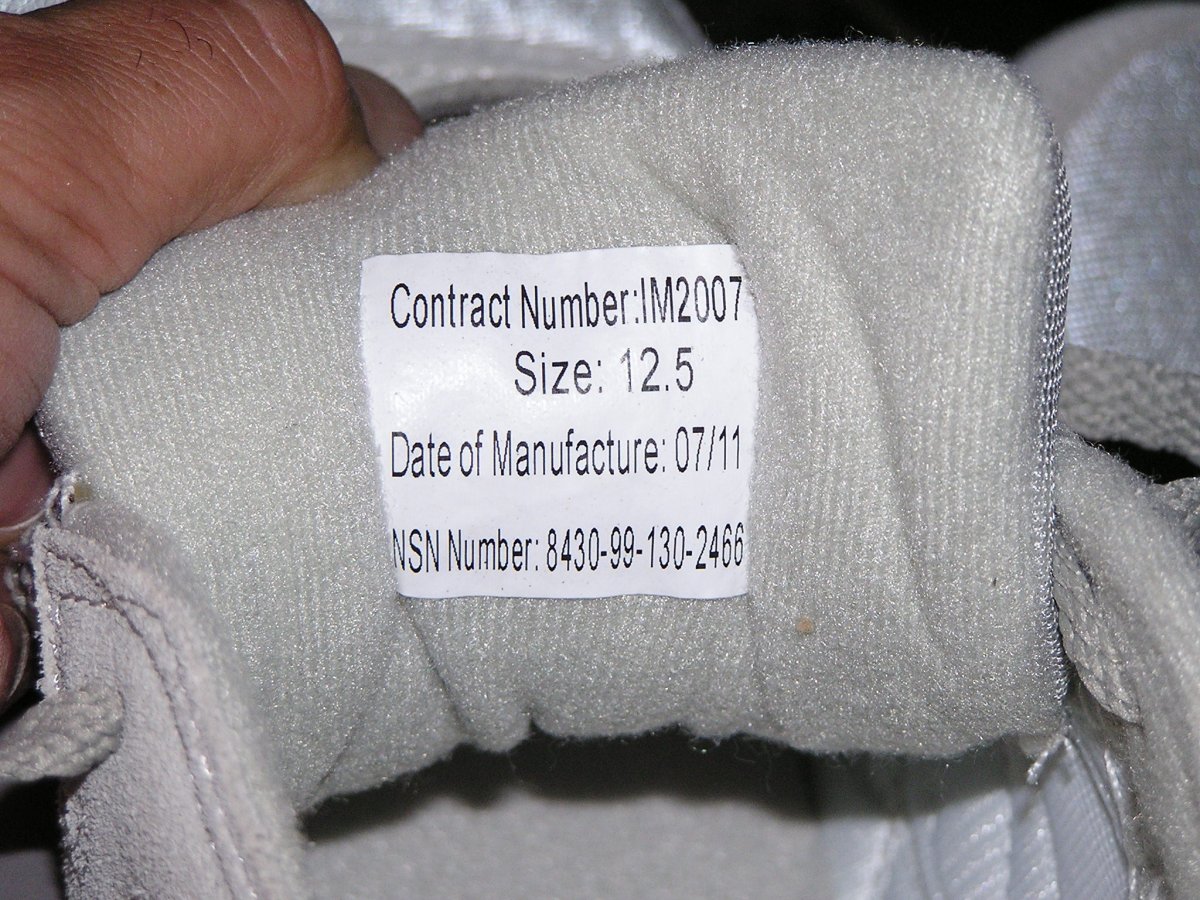 Contract Number:IM2007
Size: 12.5
Date of Manufacture: 07/11
NSN Number: 8430-99-130-2466